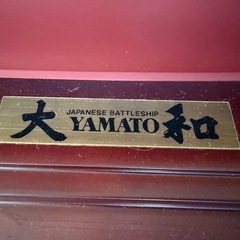 JAPANESE BATTLESHIP
大 YAMATO 和